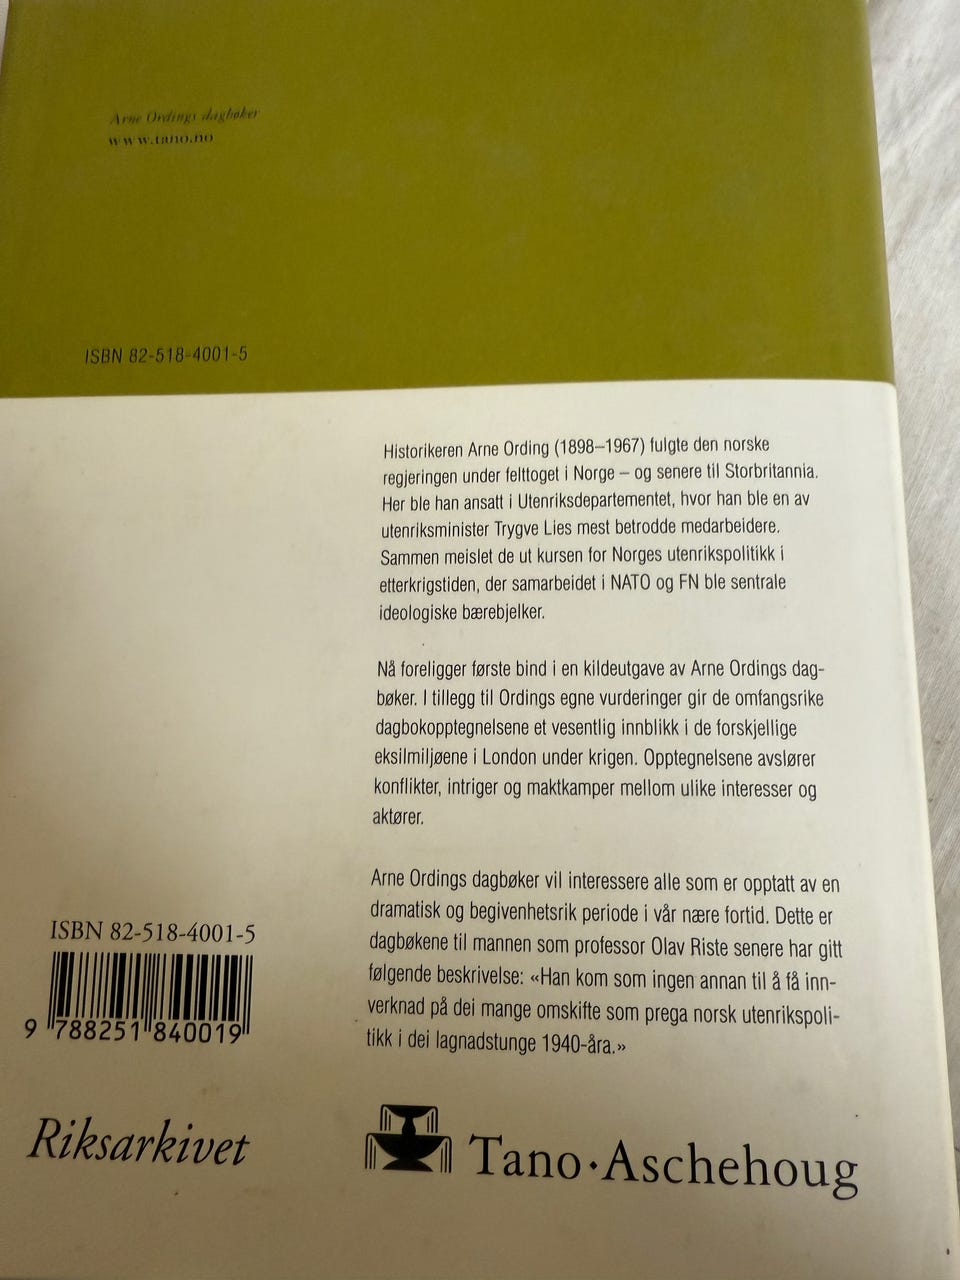 Arne Ordings dagbøker
www.tano.no
ISBN 82-518-4001-5
Historikeren Arne Ording (1898–1967) fulgte den norske
regjeringen under felttoget i Norge – og senere til Storbritannia.
Her ble han ansatt i Utenriksdepartementet, hvor han ble en av
utenriksminister Trygve Lies mest betrodde medarbeidere.
Sammen meislet de ut kursen for Norges utenrikspolitikk i
etterkrigstiden, der samarbeidet i NATO og FN ble sentrale
ideologiske bærebjelker.
Nå foreligger første bind i en kildeutgave av Arne Ordings dag-
bøker. I tillegg til Ordings egne vurderinger gir de omfangsrike
dagbokopptegnelsene et vesentlig innblikk i de forskjellige
eksilmiljøene i London under krigen. Opptegnelsene avslører
konflikter, intriger og maktkamper mellom ulike interesser og
aktører.
Arne Ordings dagbøker vil interessere alle som er opptatt av en
dramatisk og begivenhetsrik periode i vår nære fortid. Dette er
dagbøkene til mannen som professor Olav Riste senere har gitt
følgende beskrivelse: «Han kom som ingen annan til å få inn-
verknad på dei mange omskifte som prega norsk utenrikspoli-
tikk i dei lagnadstunge 1940-åra.»
ISBN 82-518-4001-5
9 788251 840019
Riksarkivet
Tano·Aschehoug